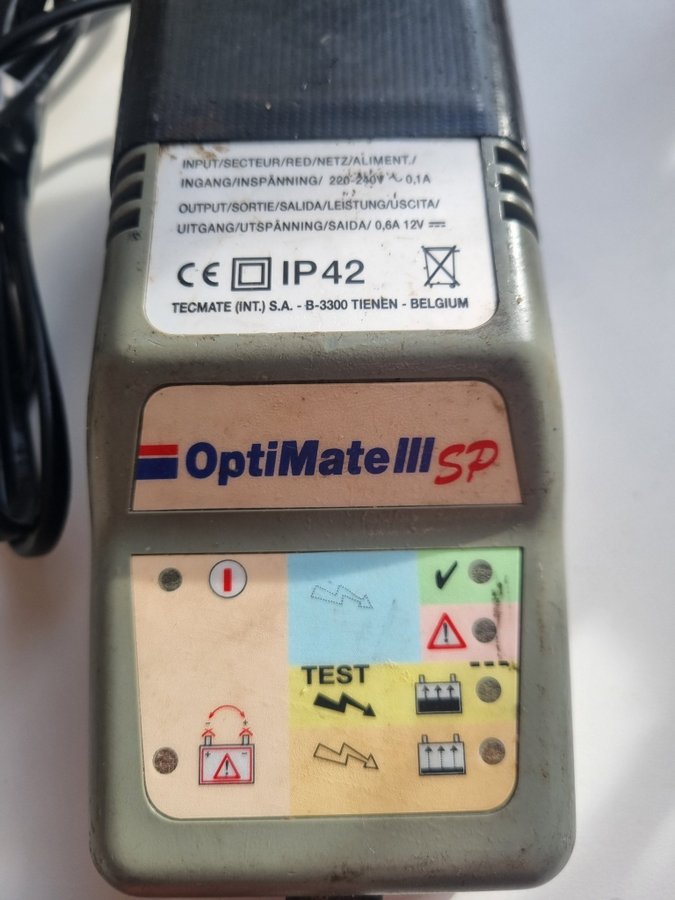 INPUT/SECTEUR/RED/NETZ/ALIMENT./
INGANG/INSPÄNNING/ 220-240V ~ 0,1A
OUTPUT/SORTIE/SALIDA/LEISTUNG/USCITA/
UITGANG/UTSPÄNNING/SAIDA/ 0,6A 12V ⎓
CE IP42
TECMATE (INT.) S.A. - B-3300 TIENEN - BELGIUM
OptiMate III SP
TEST